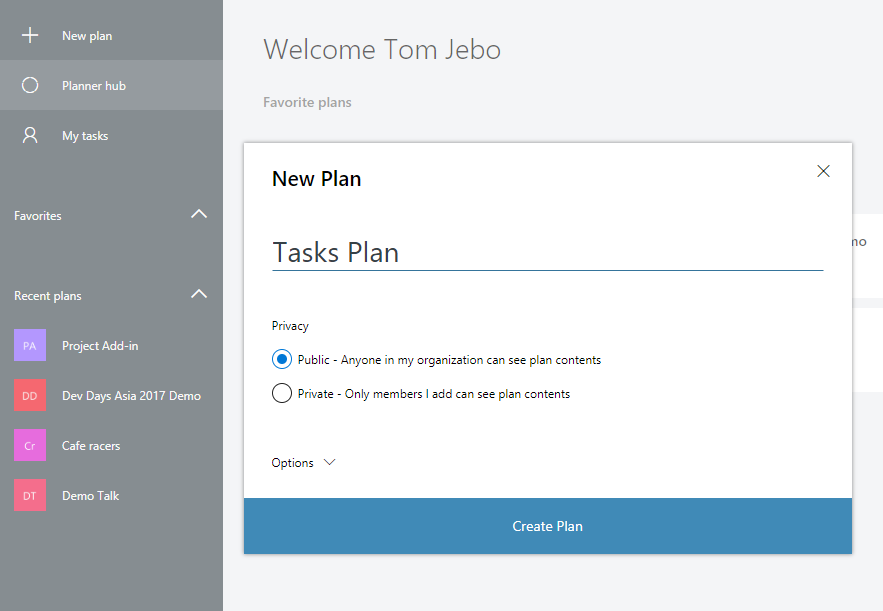 New plan
Planner hub
My tasks
Favorites
Recent plans
PA Project Add-in
DD Dev Days Asia 2017 Demo
Cr Cafe racers
DT Demo Talk
Welcome Tom Jebo
Favorite plans
New Plan
Tasks Plan
Privacy
Public - Anyone in my organization can see plan contents
Private - Only members I add can see plan contents
Options
Create Plan